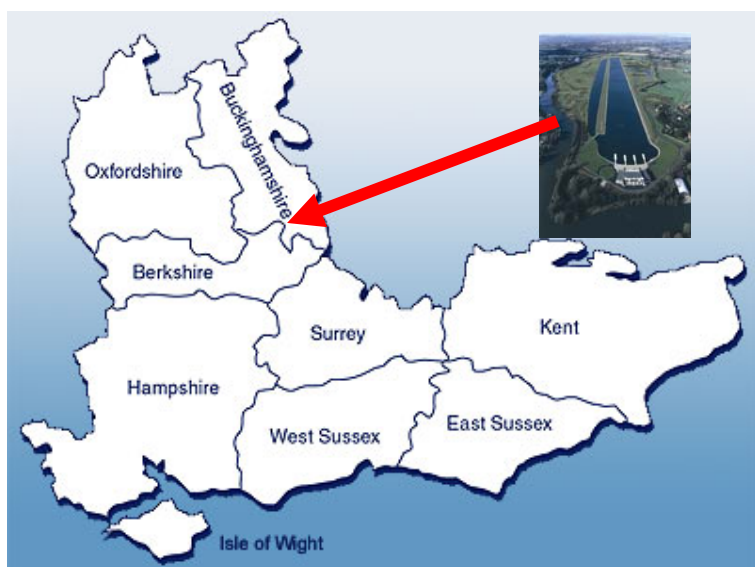 Buckinghamshire
Oxfordshire
Berkshire
Surrey
Kent
Hampshire
West Sussex
East Sussex
Isle of Wight